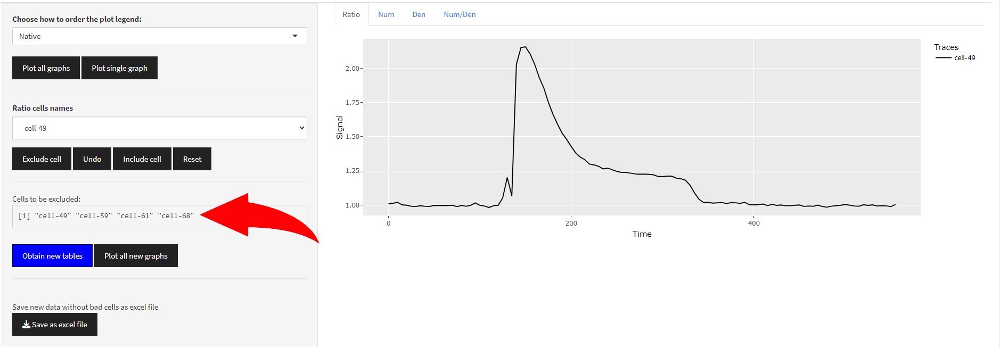 Choose how to order the plot legend:
Native
Plot all graphs Plot single graph
Ratio cells names
cell-49
Exclude cell Undo Include cell Reset
Cells to be excluded:
[1] "cell-49" "cell-59" "cell-61" "cell-68"
Obtain new tables Plot all new graphs
Save new data without bad cells as excel file
Save as excel file
Ratio Num Den Num/Den
Traces
cell-49
Signal
2.00
1.75
1.50
1.25
1.00
0 200 400
Time